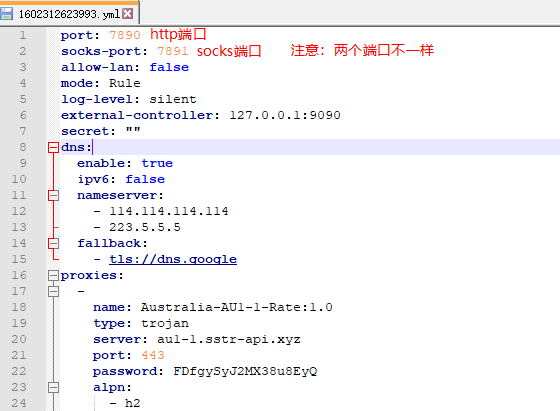 1602312623993.yml
1 port: 7890 http端口
2 socks-port: 7891 socks端口 注意：两个端口不一样
3 allow-lan: false
4 mode: Rule
5 log-level: silent
6 external-controller: 127.0.0.1:9090
7 secret: ""
8 dns:
9 enable: true
10 ipv6: false
11 nameserver:
12 - 114.114.114.114
13 - 223.5.5.5
14 fallback:
15 - tls://dns.google
16 proxies:
17 -
18 name: Australia-AU1-1-Rate:1.0
19 type: trojan
20 server: au1-1.sstr-api.xyz
21 port: 443
22 password: FDfgySyJ2MX38u8EyQ
23 alpn:
24 - h2